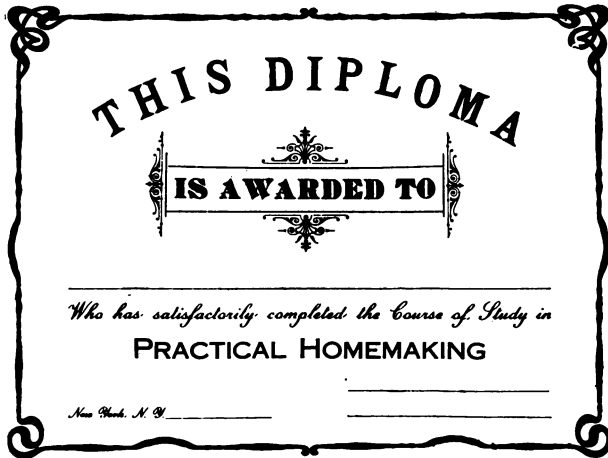 THIS DIPLOMA
IS AWARDED TO
Who has satisfactorily completed the Course of Study in
PRACTICAL HOMEMAKING
New York, N. Y.